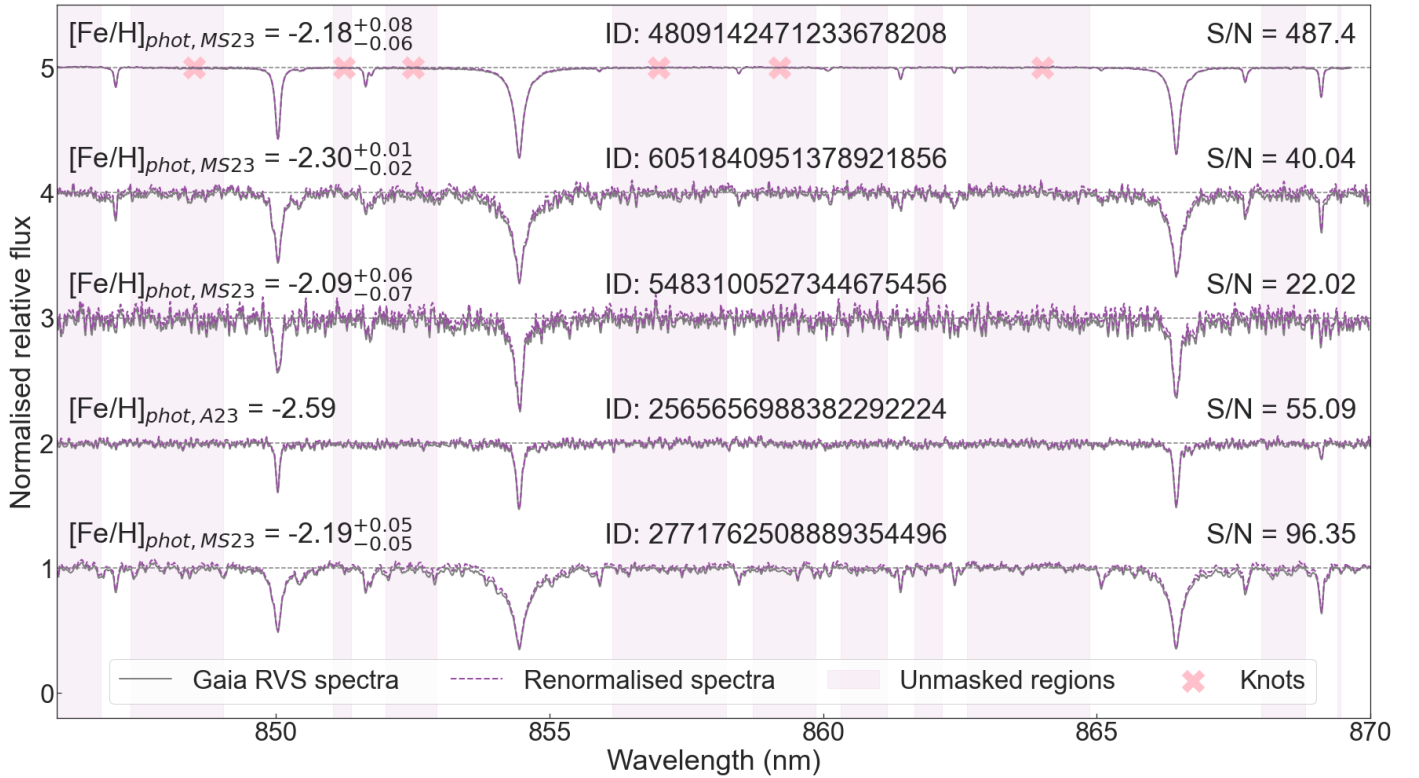 [Fe/H]phot, MS23 = -2.18+0.08−0.06 ID: 4809142471233678208 S/N = 487.4
5
[Fe/H]phot, MS23 = -2.30+0.01−0.02 ID: 6051840951378921856 S/N = 40.04
4
[Fe/H]phot, MS23 = -2.09+0.06−0.07 ID: 5483100527344675456 S/N = 22.02
3
[Fe/H]phot, A23 = -2.59 ID: 2565656988382292224 S/N = 55.09
2
[Fe/H]phot, MS23 = -2.19+0.05−0.05 ID: 2771762508889354496 S/N = 96.35
1
Normalised relative flux
Gaia RVS spectra Renormalised spectra Unmasked regions Knots
0
850 855 860 865 870
Wavelength (nm)